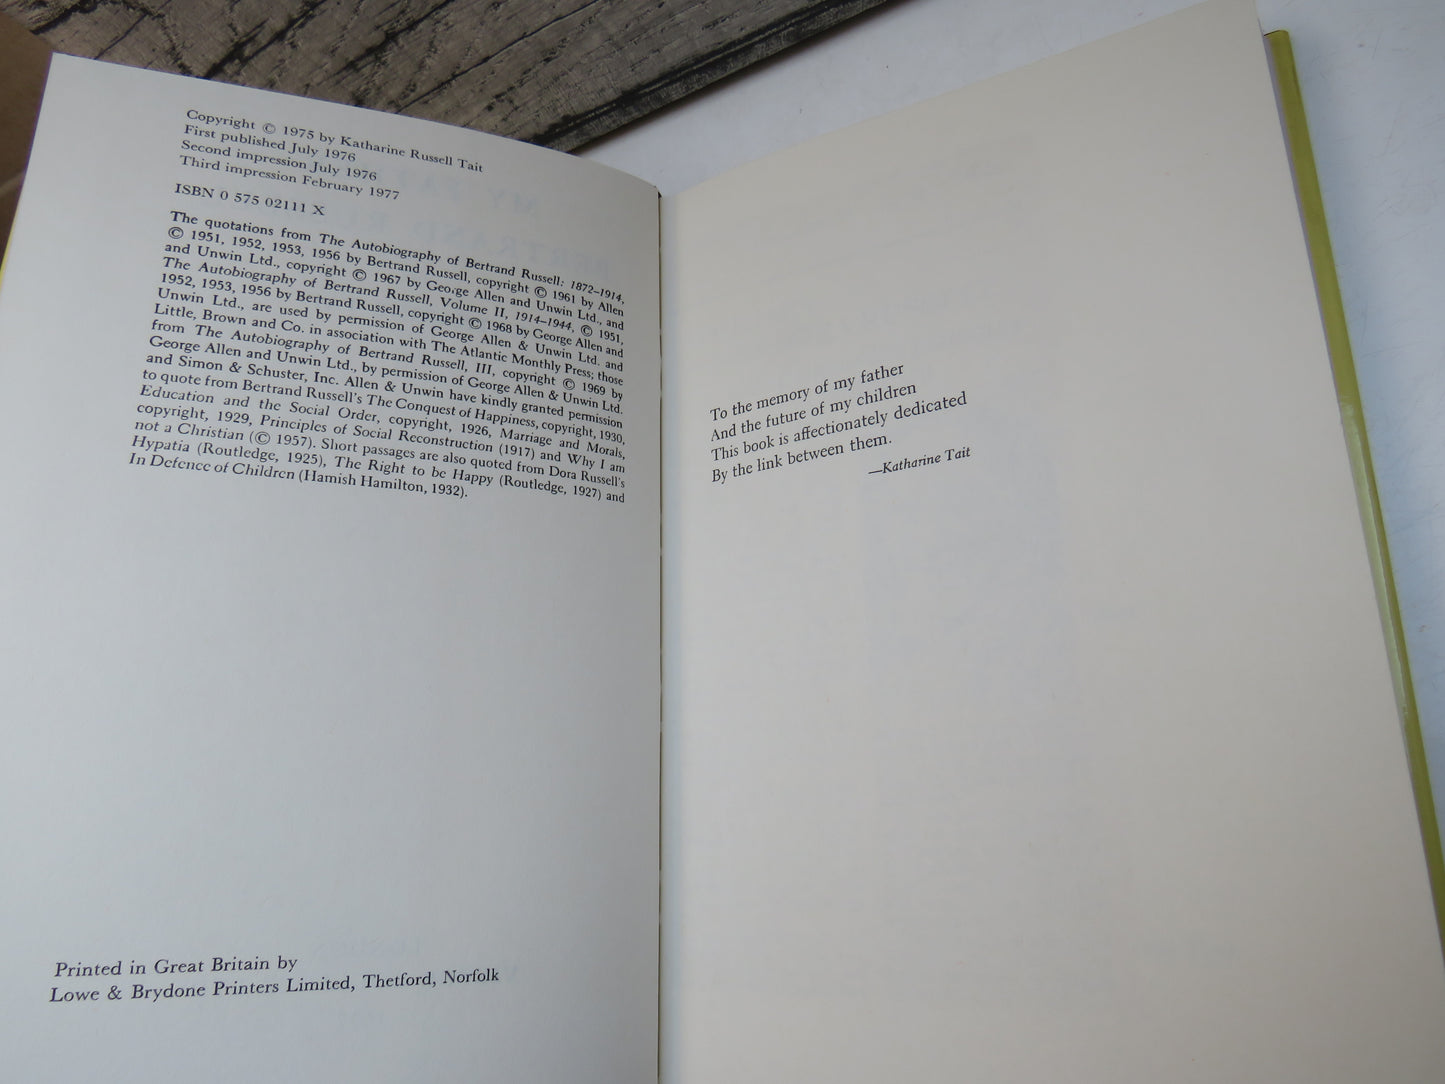 Copyright © 1975 by Katharine Russell Tait
First published July 1976
Second impression July 1976
Third impression February 1977
ISBN 0 575 02111 X
The quotations from The Autobiography of Bertrand Russell: 1872–1914,
© 1951, 1952, 1953, 1956 by Bertrand Russell, copyright © 1961 by Allen
and Unwin Ltd., copyright © 1967 by George Allen and Unwin Ltd., and
The Autobiography of Bertrand Russell, Volume II, 1914–1944, © 1951,
1952, 1953, 1956 by Bertrand Russell, copyright © 1968 by George Allen and
Unwin Ltd., are used by permission of George Allen & Unwin Ltd. and
Little, Brown and Co. in association with The Atlantic Monthly Press; those
from The Autobiography of Bertrand Russell, III, copyright © 1969 by
George Allen and Unwin Ltd., by permission of George Allen & Unwin Ltd.
and Simon & Schuster, Inc. Allen & Unwin have kindly granted permission
to quote from Bertrand Russell's The Conquest of Happiness, copyright, 1930,
Education and the Social Order, copyright, 1926, Marriage and Morals,
copyright, 1929, Principles of Social Reconstruction (1917) and Why I am
not a Christian (© 1957). Short passages are also quoted from Dora Russell's
Hypatia (Routledge, 1925), The Right to be Happy (Routledge, 1927) and
In Defence of Children (Hamish Hamilton, 1932).
Printed in Great Britain by
Lowe & Brydone Printers Limited, Thetford, Norfolk
To the memory of my father
And the future of my children
This book is affectionately dedicated
By the link between them.
—Katharine Tait